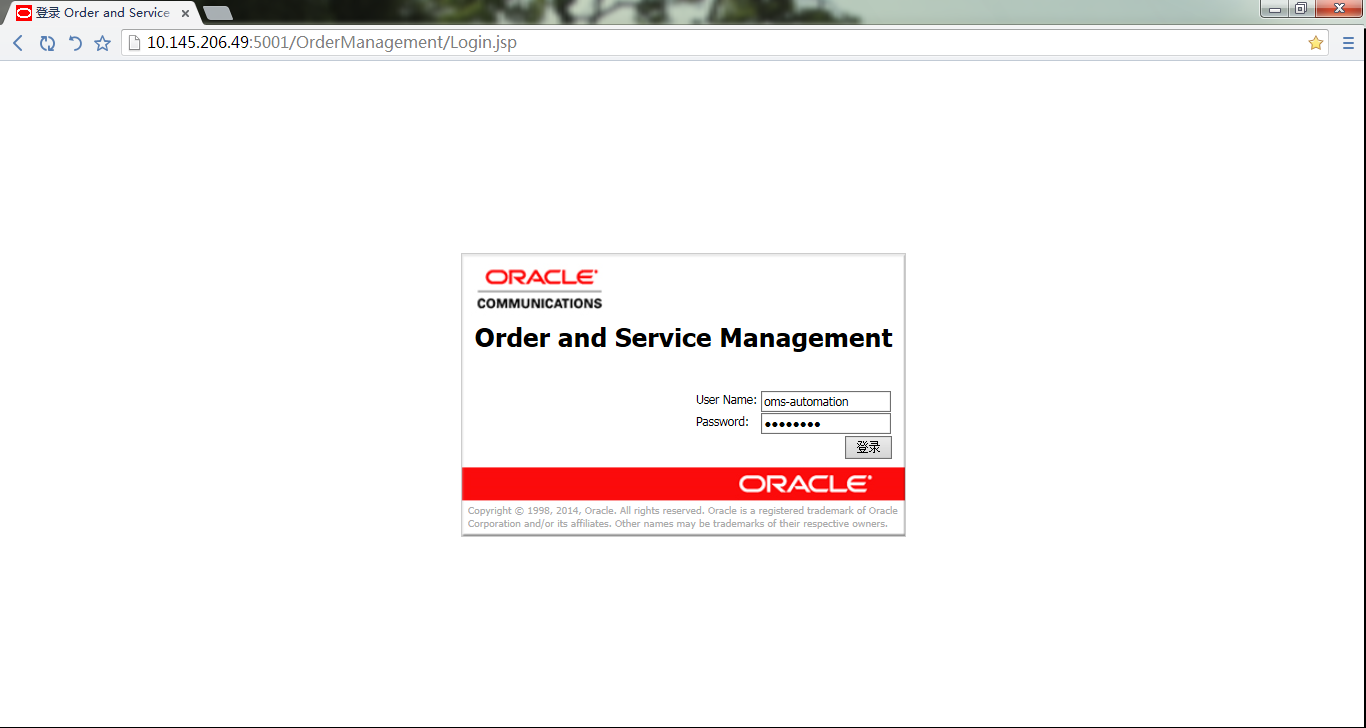 登录 Order and Service
10.145.206.49:5001/OrderManagement/Login.jsp
ORACLE
COMMUNICATIONS
Order and Service Management
User Name: oms-automation
Password: ••••••••
登录
ORACLE
Copyright © 1998, 2014, Oracle. All rights reserved. Oracle is a registered trademark of Oracle
Corporation and/or its affiliates. Other names may be trademarks of their respective owners.